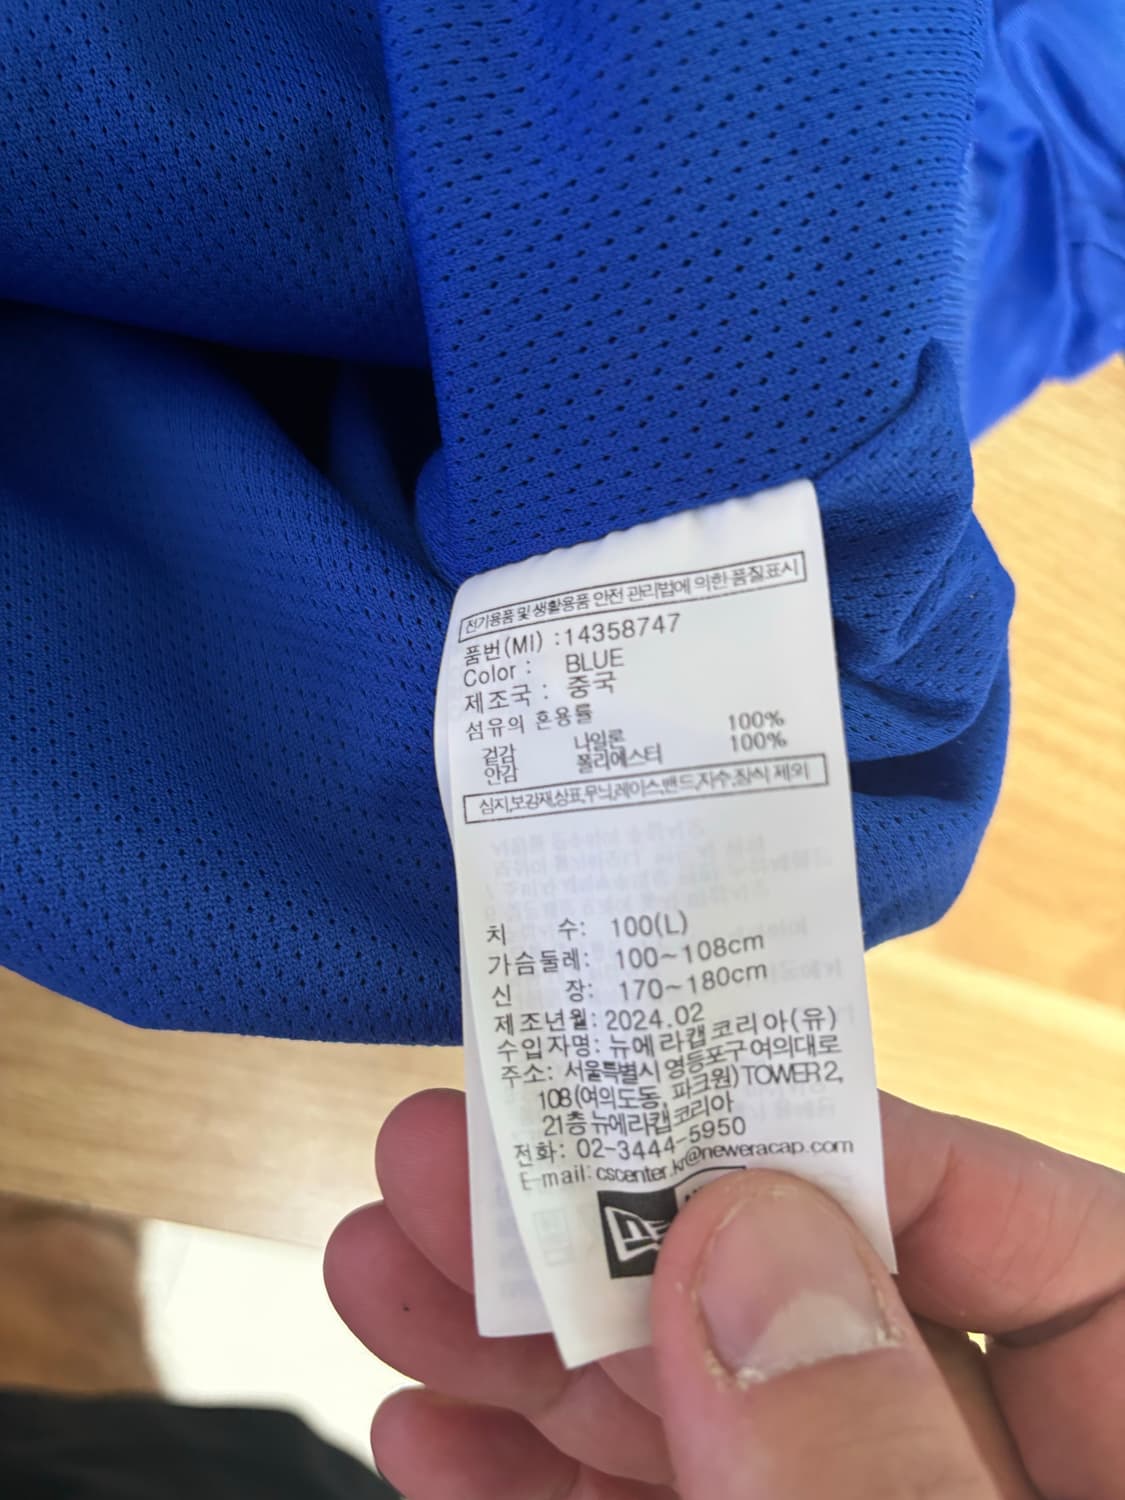 전기용품 및 생활용품 안전 관리법에 의한 품질표시
품번(MI) :14358747
Color : BLUE
제조국 : 중국
섬유의 혼용률
겉감 나일론 100%
안감 폴리에스터 100%
심지,보강재,상표,무늬,레이스,밴드,자수,장식 제외
치 수: 100(L)
가슴둘레: 100~108cm
신 장: 170~180cm
제조년월: 2024.02
수입자명: 뉴에라캡코리아(유)
주소: 서울특별시 영등포구 여의대로
108(여의도동, 파크원) TOWER 2,
21층 뉴에라캡코리아
전화: 02-3444-5950
E-mail: cscenter.kr@neweracap.com